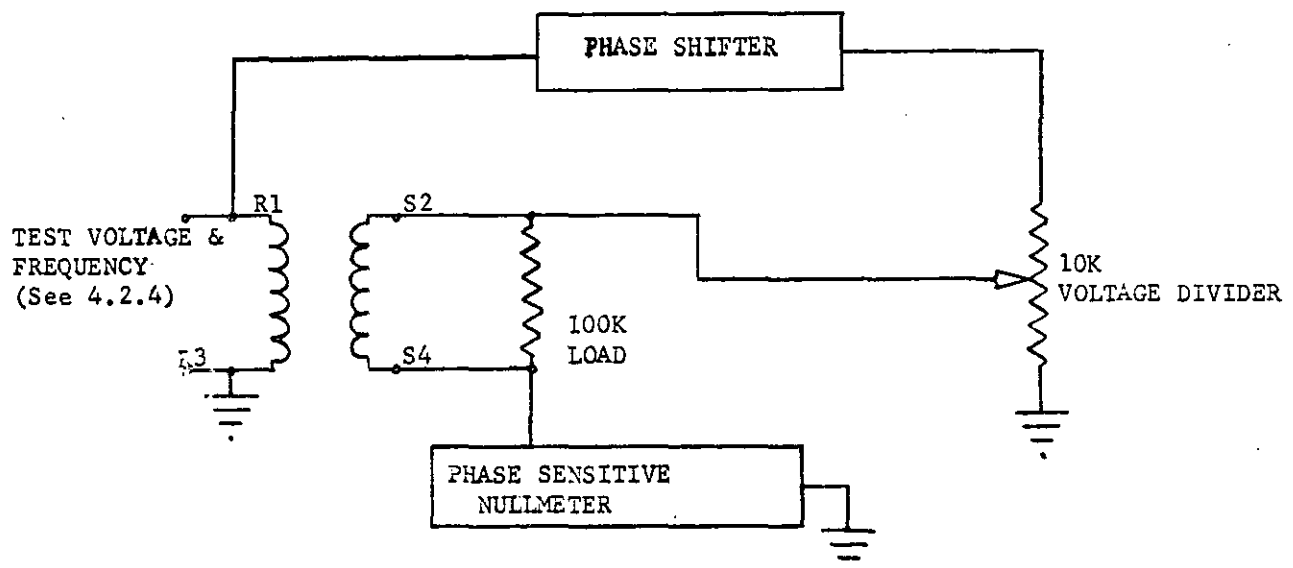 PHASE SHIFTER
R1
S2
TEST VOLTAGE &
FREQUENCY
(See 4.2.4)
10K
VOLTAGE DIVIDER
100K
LOAD
S4
PHASE SENSITIVE
NULLMETER